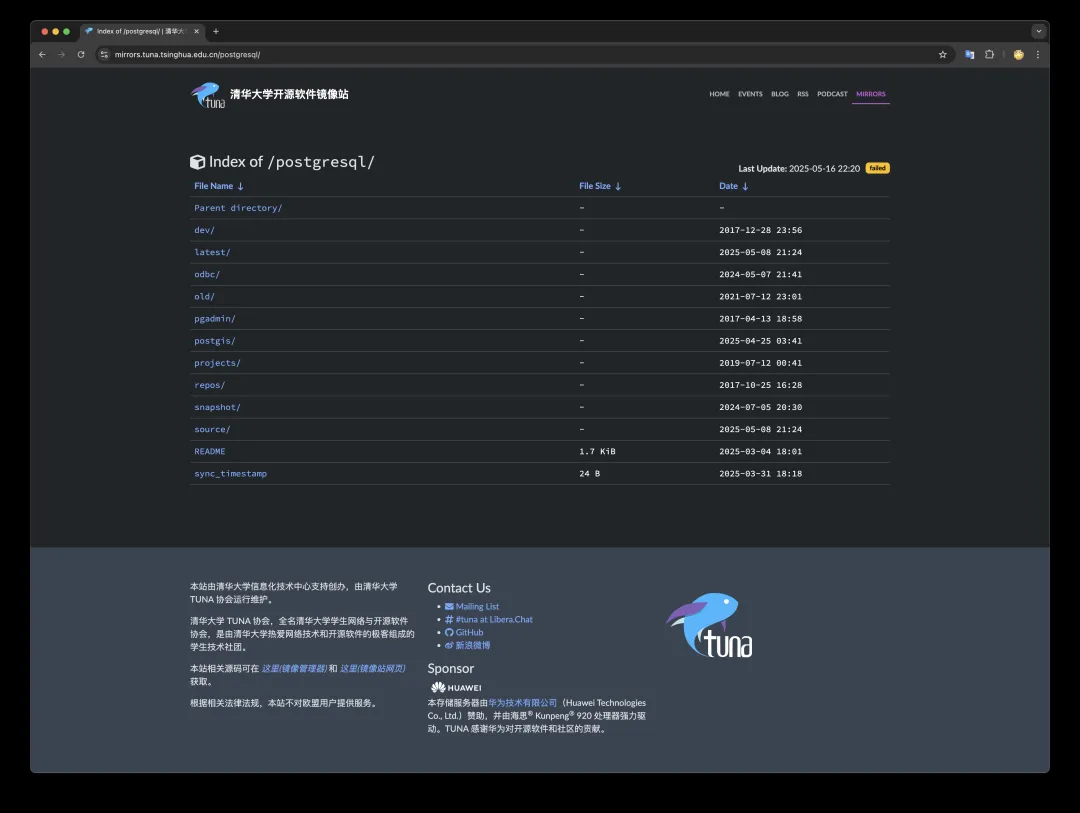 Index of /postgresql/ | 清华大
mirrors.tuna.tsinghua.edu.cn/postgresql/
tuna 清华大学开源软件镜像站
HOME EVENTS BLOG RSS PODCAST MIRRORS
Index of /postgresql/
Last Update: 2025-05-16 22:20 failed
File Name ↓ File Size ↓ Date ↓
Parent directory/ - -
dev/ - 2017-12-28 23:56
latest/ - 2025-05-08 21:24
odbc/ - 2024-05-07 21:41
old/ - 2021-07-12 23:01
pgadmin/ - 2017-04-13 18:58
postgis/ - 2025-04-25 03:41
projects/ - 2019-07-12 00:41
repos/ - 2017-10-25 16:28
snapshot/ - 2024-07-05 20:30
source/ - 2025-05-08 21:24
README 1.7 KiB 2025-03-04 18:01
sync_timestamp 24 B 2025-03-31 18:18
本站由清华大学信息化技术中心支持创办，由清华大学
TUNA 协会运行维护。
清华大学 TUNA 协会，全名清华大学学生网络与开源软件
协会，是由清华大学热爱网络技术和开源软件的极客组成的
学生技术社团。
本站相关源码可在 这里(镜像管理器) 和 这里(镜像站网页)
获取。
根据相关法律法规，本站不对欧盟用户提供服务。
Contact Us
Mailing List
#tuna at Libera.Chat
GitHub
新浪微博
Sponsor
HUAWEI
本存储服务器由华为技术有限公司（Huawei Technologies
Co., Ltd.）赞助，并由海思® Kunpeng® 920 处理器强力驱
动。TUNA 感谢华为对开源软件和社区的贡献。
tuna